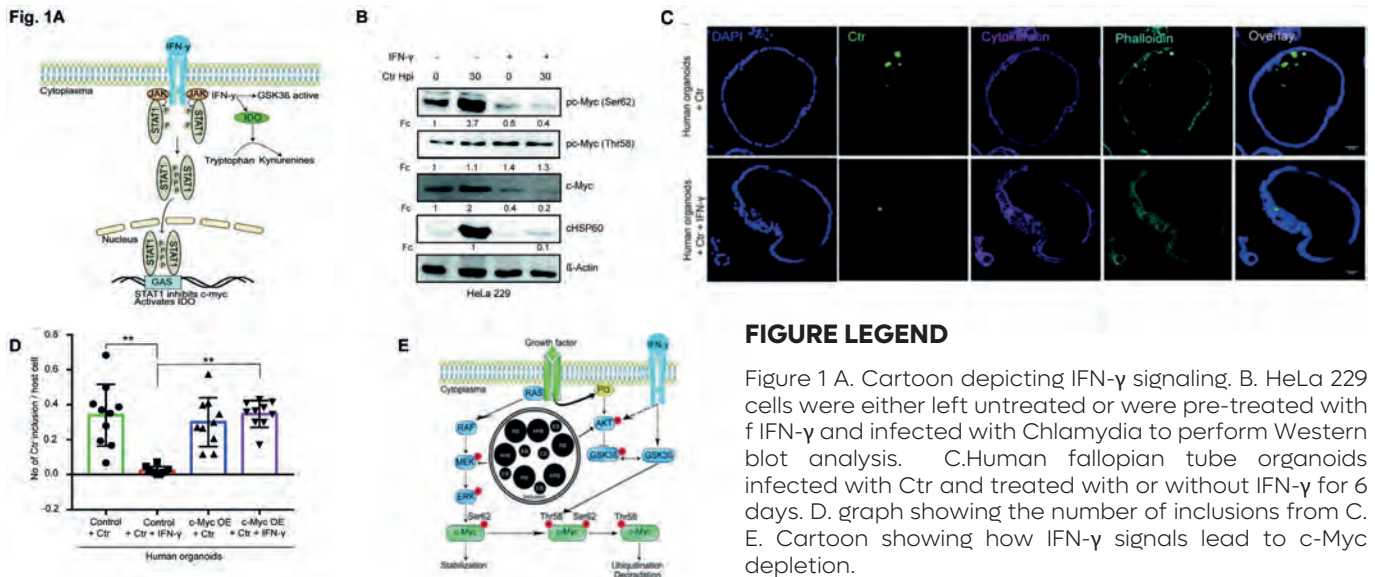 Fig. 1A
IFN-γ
Cytoplasm
JAK
JAK
IFN-γ
GSK3ß active
STAT1
STAT1
IDO
Tryptophan
Kynurenines
STAT1
STAT1
Nucleus
STAT1
STAT1
GAS
STAT1 inhibits c-myc
Activates IDO
B
IFN-γ - - + +
Ctr Hpi 0 30 0 30
pc-Myc (Ser62)
Fc 1 3.7 0.6 0.4
pc-Myc (Thr58)
Fc 1 1.1 1.4 1.3
c-Myc
Fc 1 2 0.4 0.2
cHSP60
Fc 1 0.1
ß-Actin
HeLa 229
C
DAPI
Ctr
Cytokeratin
Phalloidin
Overlay
Human organoids
+ Ctr
Human organoids
+ Ctr + IFN-γ
D
No of Ctr inclusion / host cell
0.8
0.6
0.4
0.2
0.0
-0.2
**
**
Control
+ Ctr
Control
+ Ctr + IFN-γ
c-Myc OE
+ Ctr
c-Myc OE
+ Ctr + IFN-γ
Human organoids
E
Growth factor
IFN-γ
Cytoplasm
RAS
RAF
MEK
ERK
AKT
GSK3ß
GSK3ß
Ser62
c-Myc
Thr58
Ser62
c-Myc
Thr58
c-Myc
Stabilization
Ubiquitination
Degradation
FIGURE LEGEND
Figure 1 A. Cartoon depicting IFN-γ signaling. B. HeLa 229
cells were either left untreated or were pre-treated with
f IFN-γ and infected with Chlamydia to perform Western
blot analysis. C.Human fallopian tube organoids
infected with Ctr and treated with or without IFN-γ for 6
days. D. graph showing the number of inclusions from C.
E. Cartoon showing how IFN-γ signals lead to c-Myc
depletion.